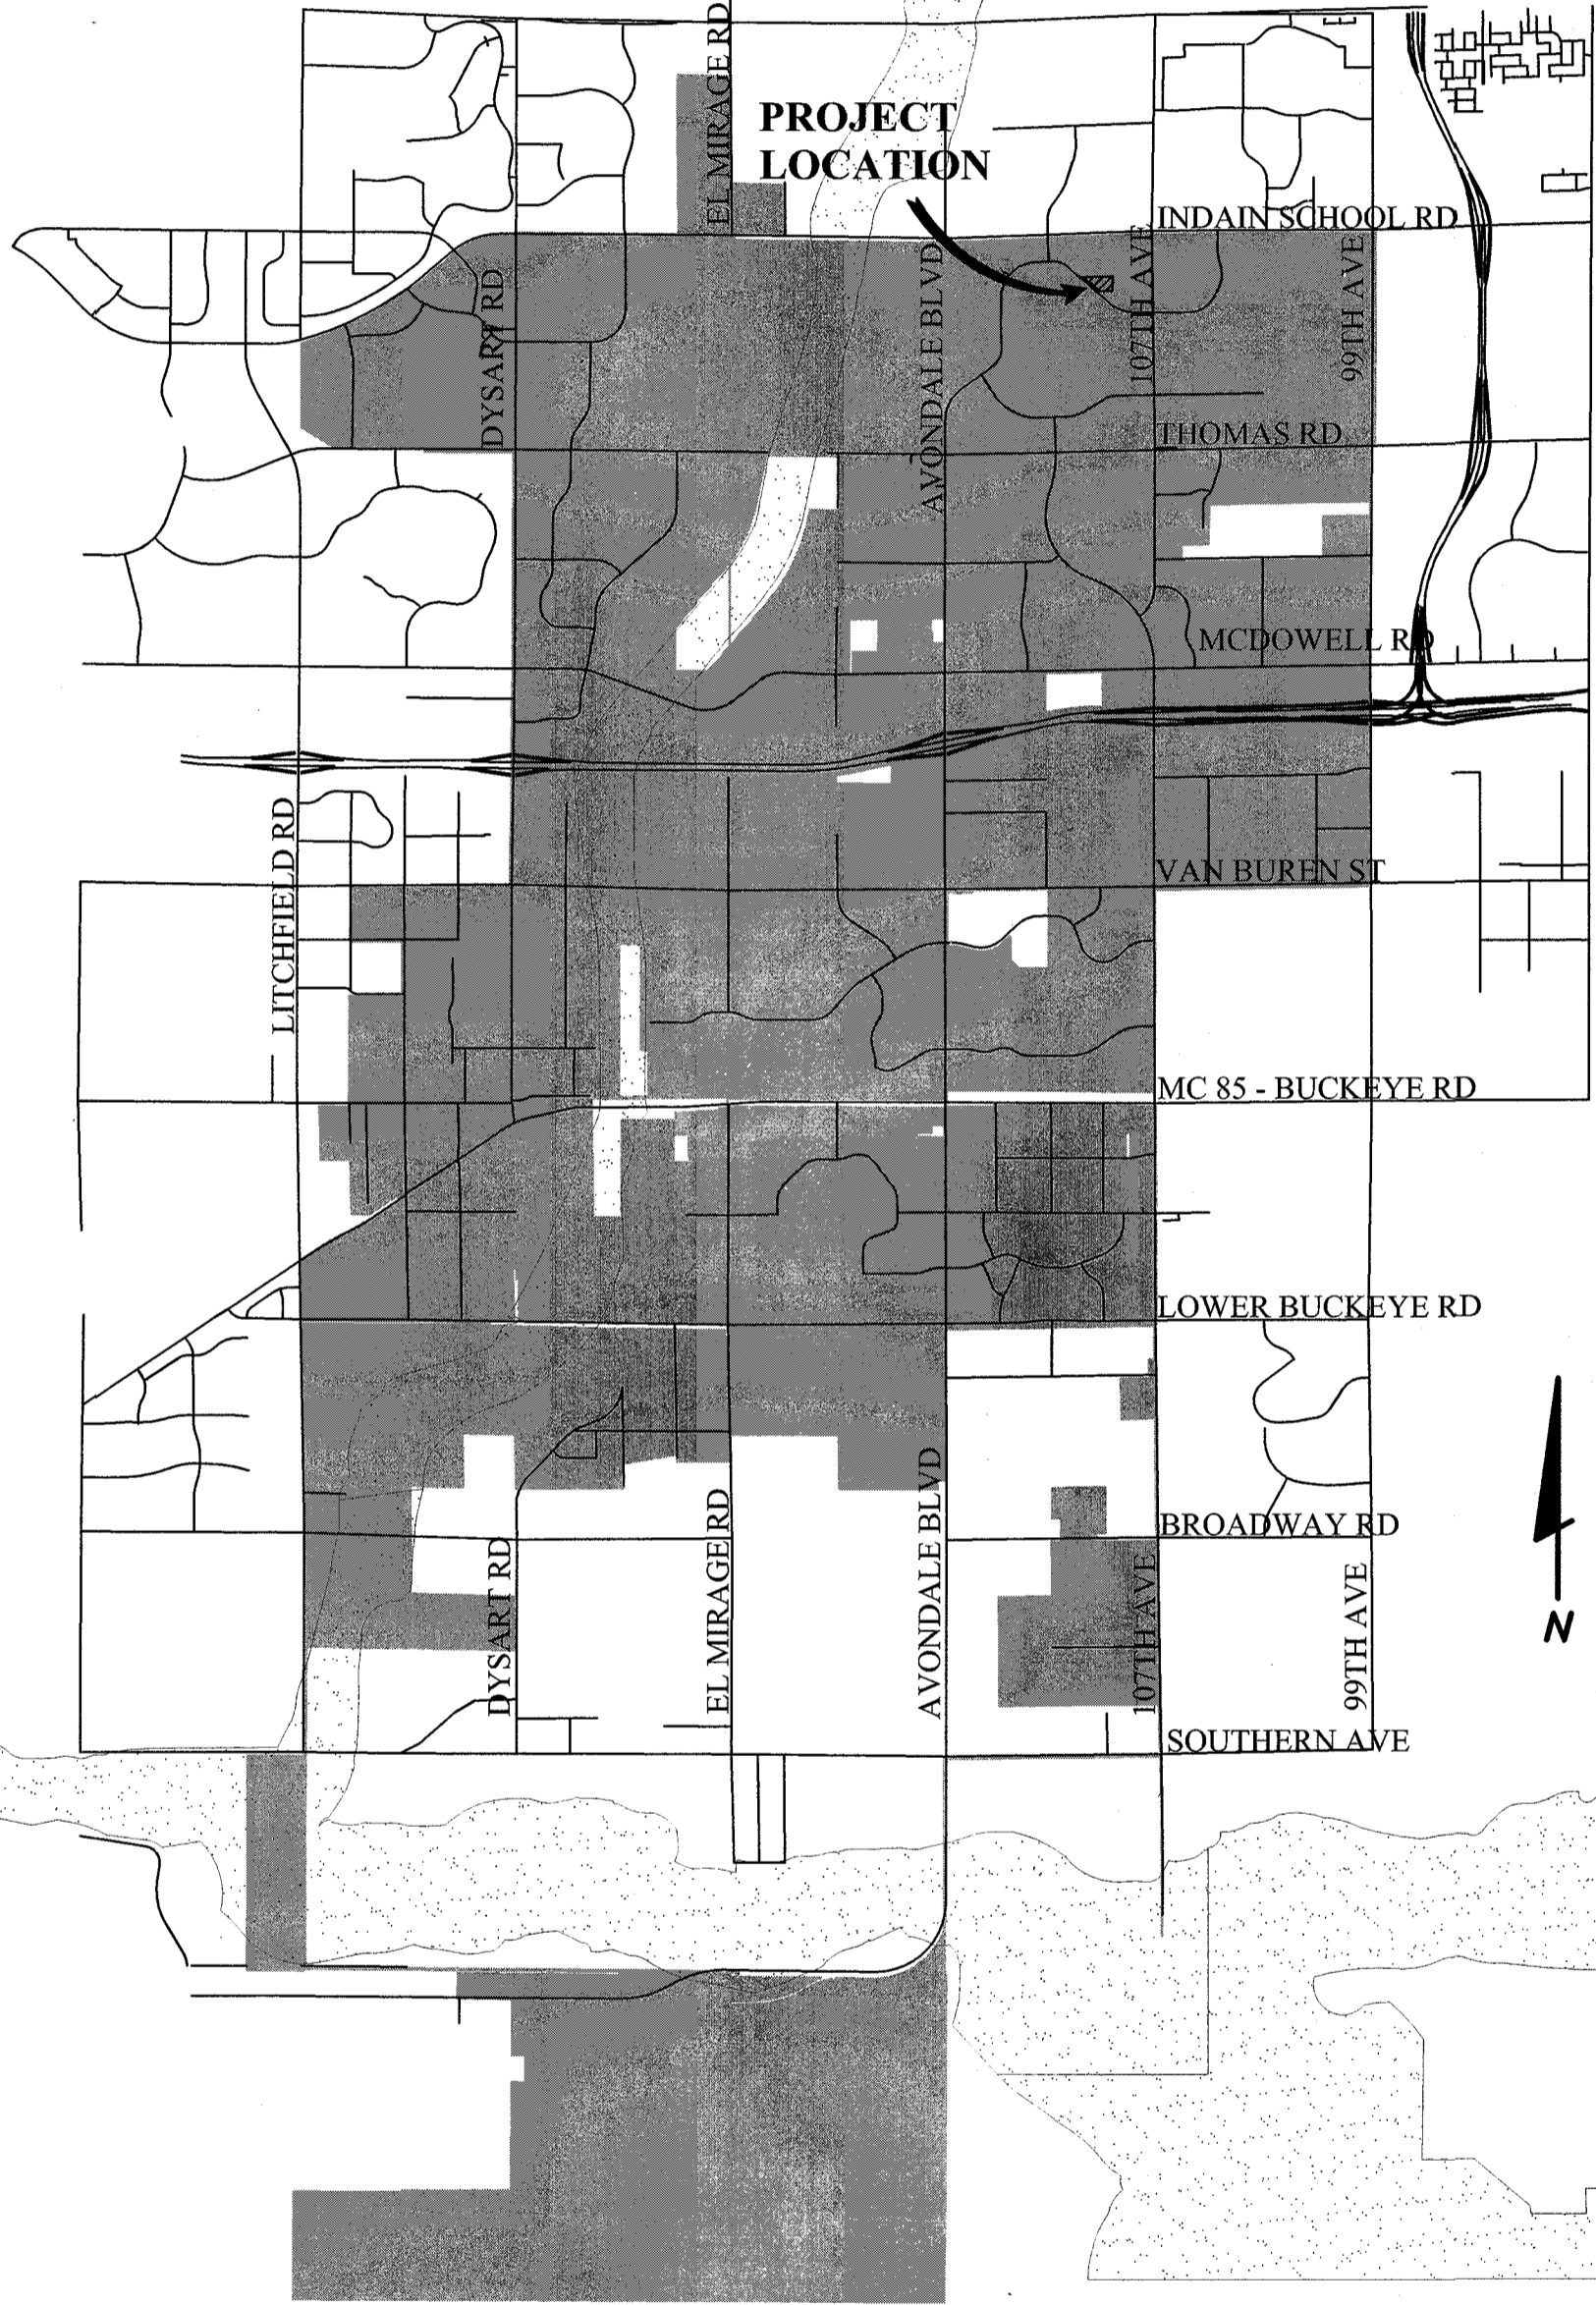 EL MIRAGE RD
PROJECT
LOCATION
INDAIN SCHOOL RD
DYSART RD
AVONDALE BLVD
107TH AVE
99TH AVE
THOMAS RD
MCDOWELL RD
LITCHFIELD RD
VAN BUREN ST
MC 85 - BUCKEYE RD
LOWER BUCKEYE RD
BROADWAY RD
DYSART RD
EL MIRAGE RD
AVONDALE BLVD
107TH AVE
99TH AVE
N
SOUTHERN AVE